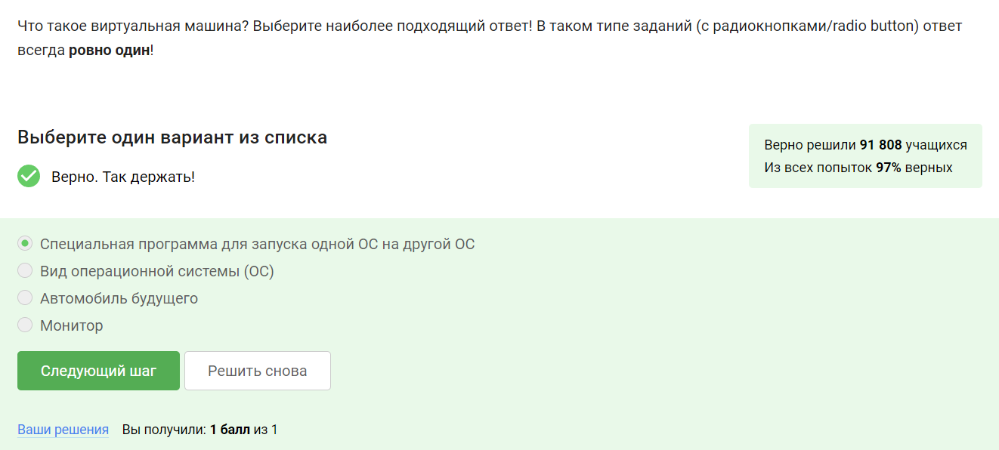 Что такое виртуальная машина? Выберите наиболее подходящий ответ! В таком типе заданий (с радиокнопками/radio button) ответ
всегда ровно один!
Выберите один вариант из списка
Верно. Так держать!
Верно решили 91 808 учащихся
Из всех попыток 97% верных
Специальная программа для запуска одной ОС на другой ОС
Вид операционной системы (ОС)
Автомобиль будущего
Монитор
Следующий шаг
Решить снова
Ваши решения Вы получили: 1 балл из 1